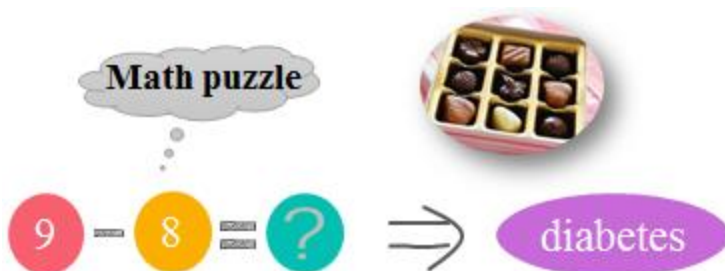 Math puzzle
9 - 8 = ? ⇒ diabetes